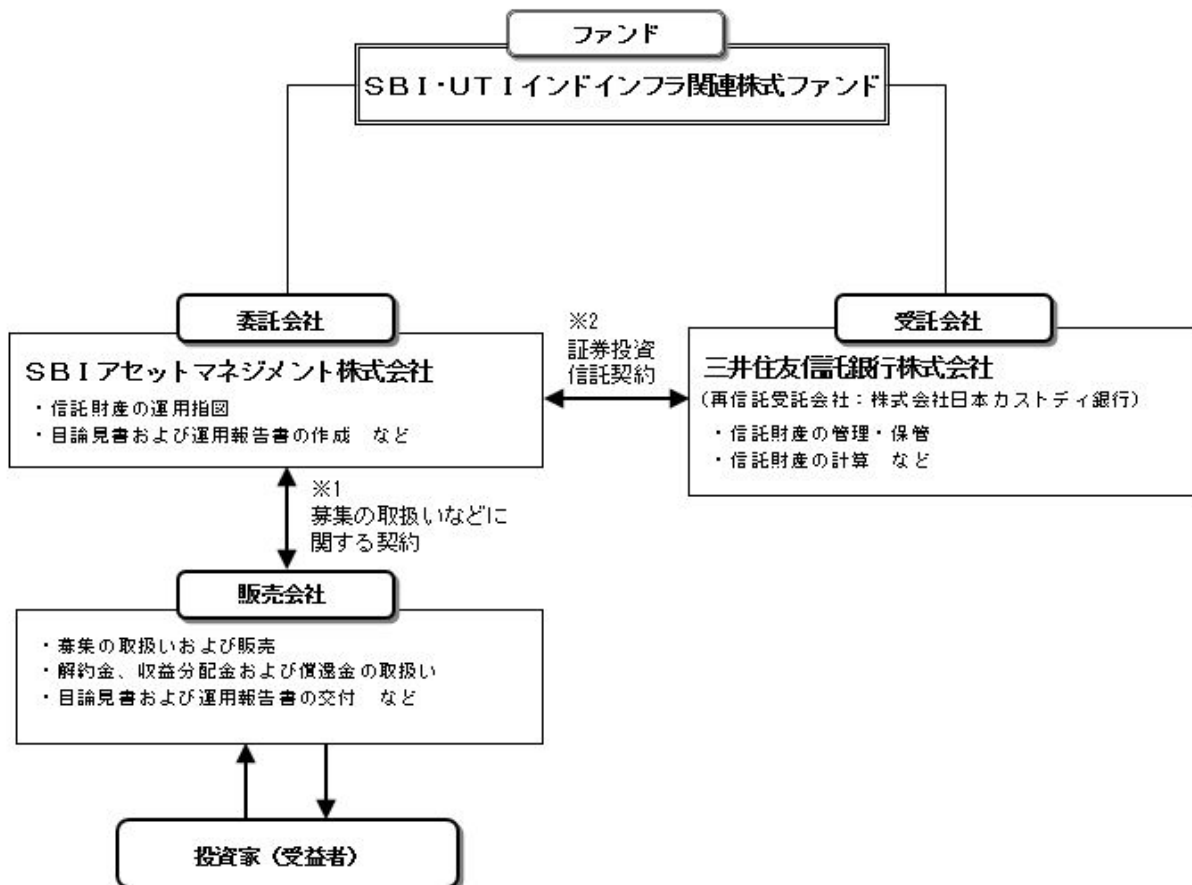 ファンド
ＳＢＩ・ＵＴＩインドインフラ関連株式ファンド
委託会社
ＳＢＩアセットマネジメント株式会社
・信託財産の運用指図
・目論見書および運用報告書の作成　など
※2
証券投資
信託契約
受託会社
三井住友信託銀行株式会社
(再信託受託会社：株式会社日本カストディ銀行)
・信託財産の管理・保管
・信託財産の計算　など
※1
募集の取扱いなどに
関する契約
販売会社
・募集の取扱いおよび販売
・解約金、収益分配金および償還金の取扱い
・目論見書および運用報告書の交付　など
投資家（受益者）